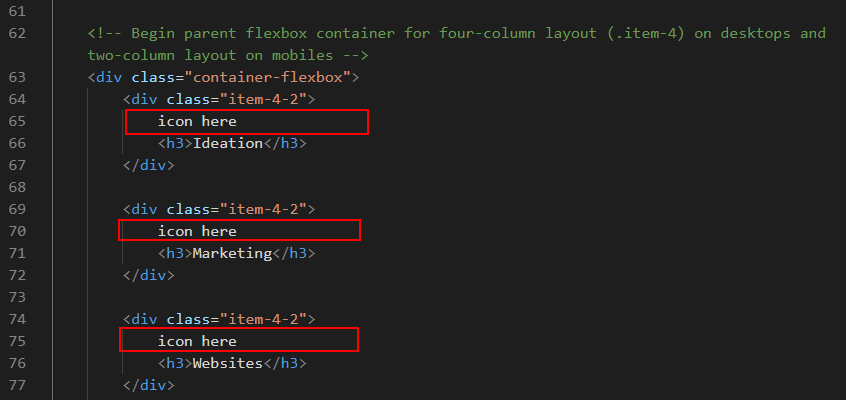 61
62 <!-- Begin parent flexbox container for four-column layout (.item-4) on desktops and
two-column layout on mobiles -->
63 <div class="container-flexbox">
64 <div class="item-4-2">
65 icon here
66 <h3>Ideation</h3>
67 </div>
68
69 <div class="item-4-2">
70 icon here
71 <h3>Marketing</h3>
72 </div>
73
74 <div class="item-4-2">
75 icon here
76 <h3>Websites</h3>
77 </div>